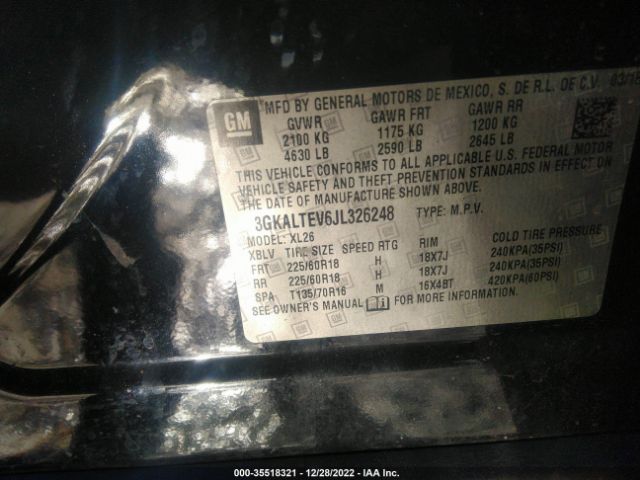 GM
MFD BY GENERAL MOTORS DE MEXICO, S. DE R.L. OF C.V.
GVWR GAWR FRT GAWR RR
2100 KG 1175 KG 1200 KG
4630 LB 2590 LB 2645 LB
THIS VEHICLE CONFORMS TO ALL APPLICABLE U.S. FEDERAL MOTOR
VEHICLE SAFETY AND THEFT PREVENTION STANDARDS IN EFFECT ON
THE DATE OF MANUFACTURE SHOWN ABOVE.
3GKALTEV6JL326248 TYPE: M.P.V.
MODEL: XL26
XBLV TIRE SIZE SPEED RTG RIM COLD TIRE PRESSURE
FRT 225/60R18 H 18X7J 240KPA(35PSI)
RR 225/60R18 H 18X7J 240KPA(35PSI)
SPA T135/70R16 M 16X4BT 420KPA(60PSI)
SEE OWNER'S MANUAL FOR MORE INFORMATION.
000-35518321 - 12/28/2022 - IAA Inc.